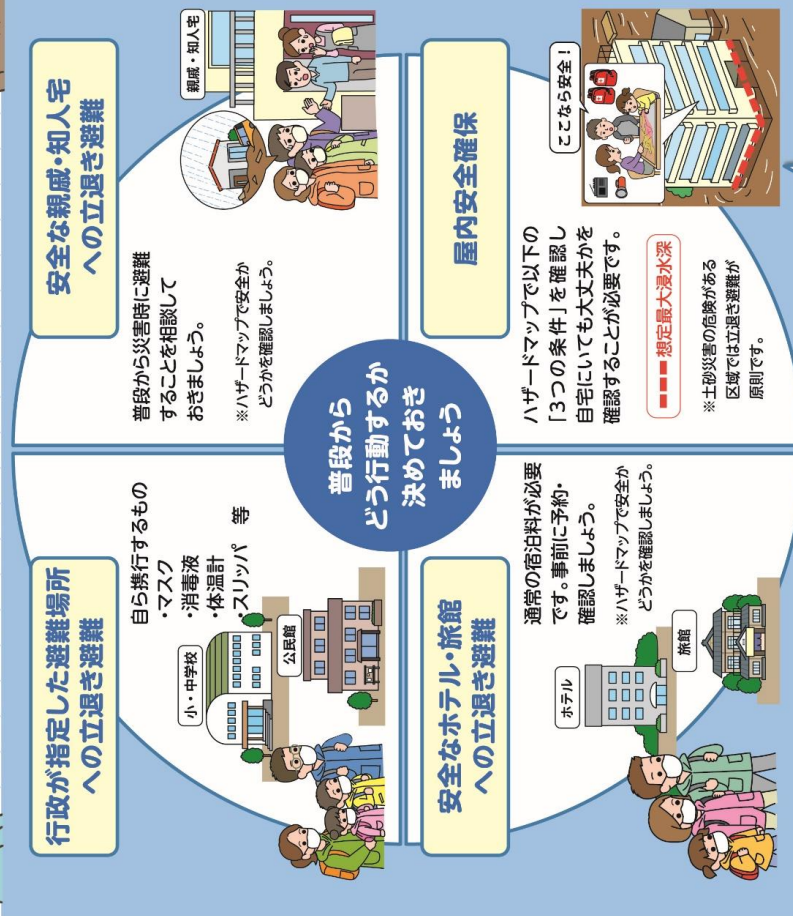 行政が指定した避難場所
への立退き避難
自ら携行するもの
・マスク
・消毒液
・体温計
・スリッパ 等
小・中学校
公民館
安全な親戚・知人宅
への立退き避難
普段から災害時に避難
することを相談して
おきましょう。
※ハザードマップで安全か
どうかを確認しましょう。
親戚・知人宅
普段から
どう行動するか
決めておき
ましょう
安全なホテル・旅館
への立退き避難
通常の宿泊料が必要
です。事前に予約・
確認しましょう。
※ハザードマップで安全か
どうかを確認しましょう。
ホテル
旅館
屋内安全確保
ハザードマップで以下の
「3つの条件」を確認し
自宅にいても大丈夫かを
確認することが必要です。
想定最大浸水深
※土砂災害の危険がある
区域では立退き避難が
原則です。
ここなら安全!